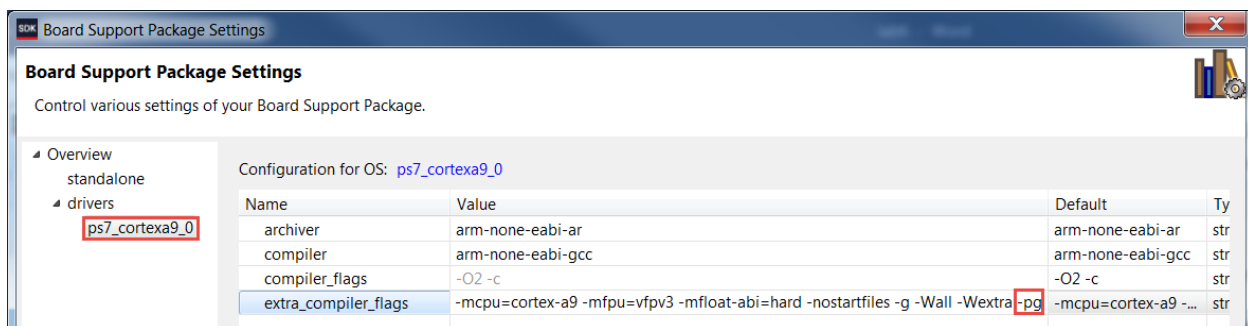 SDK Board Support Package Settings X
Board Support Package Settings
Control various settings of your Board Support Package.
Overview
standalone
drivers
ps7_cortexa9_0
Configuration for OS: ps7_cortexa9_0
Name Value Default Ty
archiver arm-none-eabi-ar arm-none-eabi-ar str
compiler arm-none-eabi-gcc arm-none-eabi-gcc str
compiler_flags -O2 -c -O2 -c str
extra_compiler_flags -mcpu=cortex-a9 -mfpu=vfpv3 -mfloat-abi=hard -nostartfiles -g -Wall -Wextra -pg -mcpu=cortex-a9 -... str